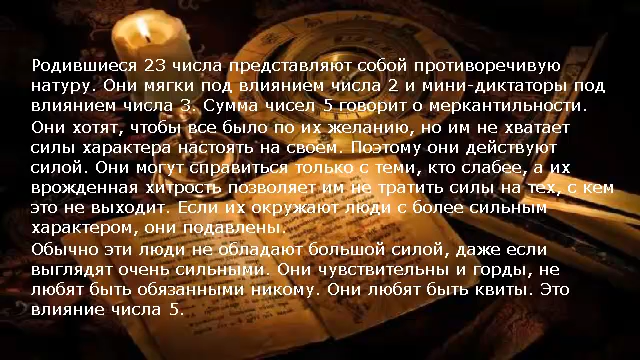 Родившиеся 23 числа представляют собой противоречивую
натуру. Они мягки под влиянием числа 2 и мини-диктаторы под
влиянием числа 3. Сумма чисел 5 говорит о меркантильности.
Они хотят, чтобы все было по их желанию, но им не хватает
силы характера настоять на своем. Поэтому они действуют
силой. Они могут справиться только с теми, кто слабее, а их
врожденная хитрость позволяет им не тратить силы на тех, с кем
это не выходит. Если их окружают люди с более сильным
характером, они подавлены.
Обычно эти люди не обладают большой силой, даже если
выглядят очень сильными. Они чувствительны и горды, не
любят быть обязанными никому. Они любят быть квиты. Это
влияние числа 5.